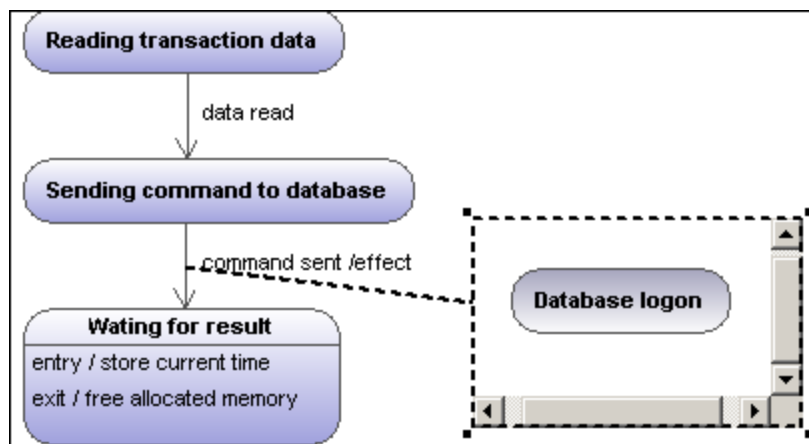 Reading transaction data
data read
Sending command to database
command sent /effect
Database logon
Wating for result
entry / store current time
exit / free allocated memory